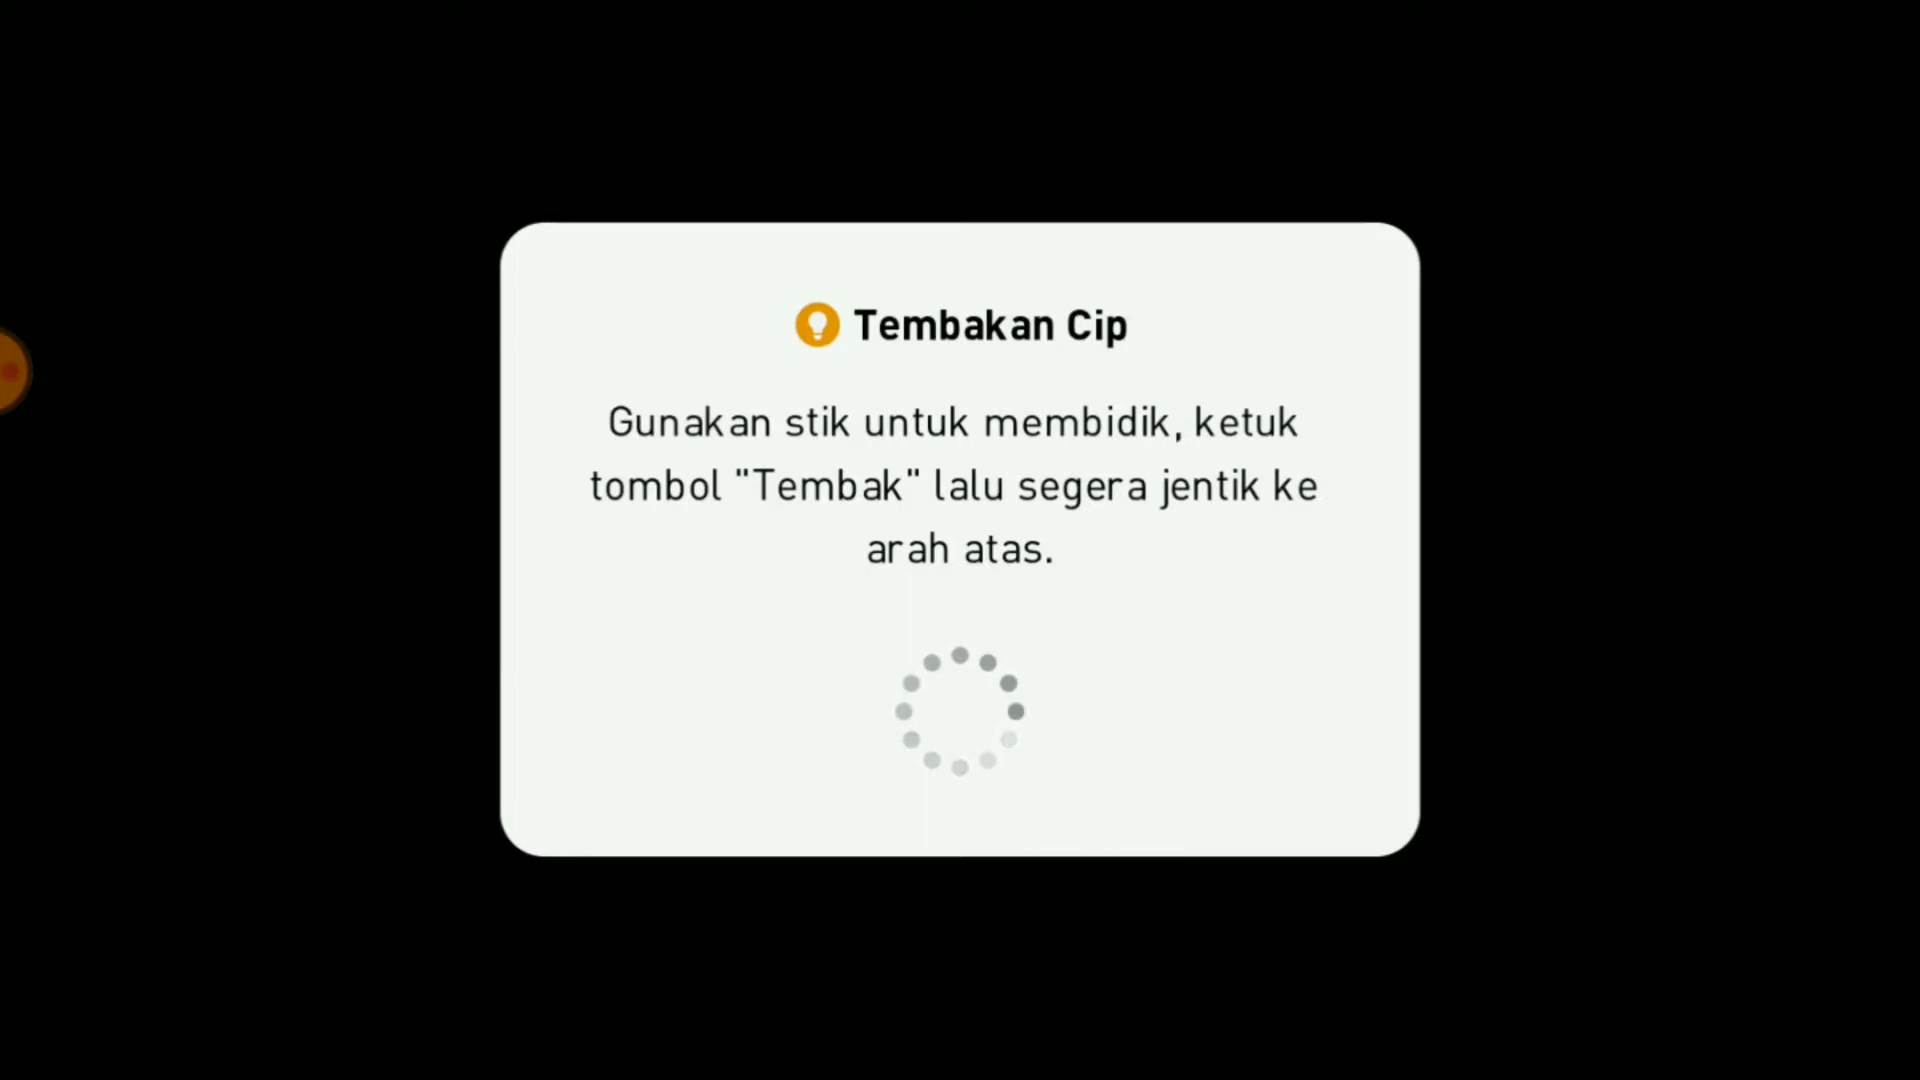 Tembakan Cip
Gunakan stik untuk membidik, ketuk
tombol "Tembak" lalu segera jentik ke
arah atas.